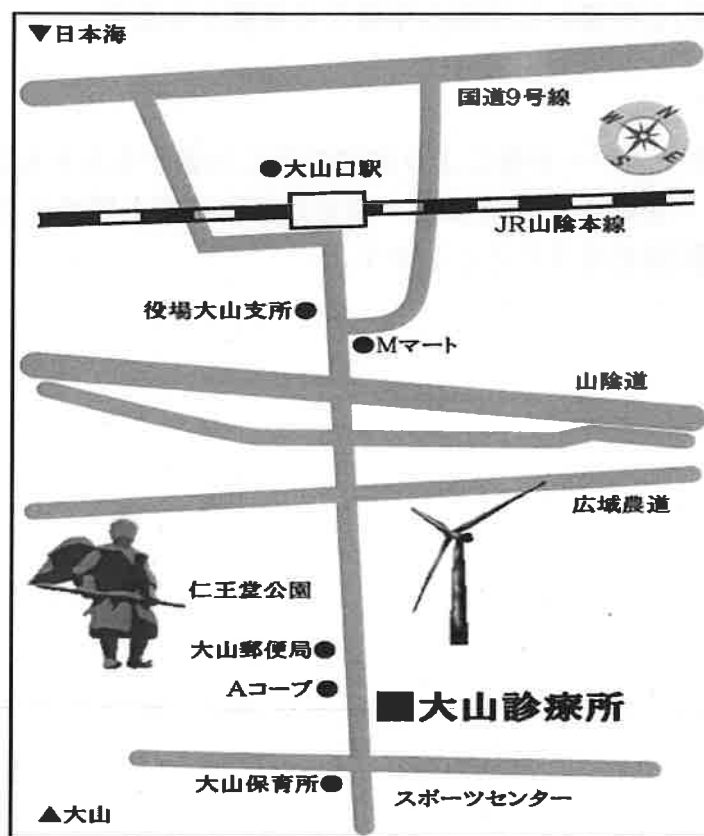 ▼日本海
国道9号線
N
W
E
S
●大山口駅
JR山陰本線
役場大山支所●
●Mマート
山陰道
広域農道
仁王堂公園
大山郵便局●
Aコープ●
■大山診療所
大山保育所●
スポーツセンター
▲大山